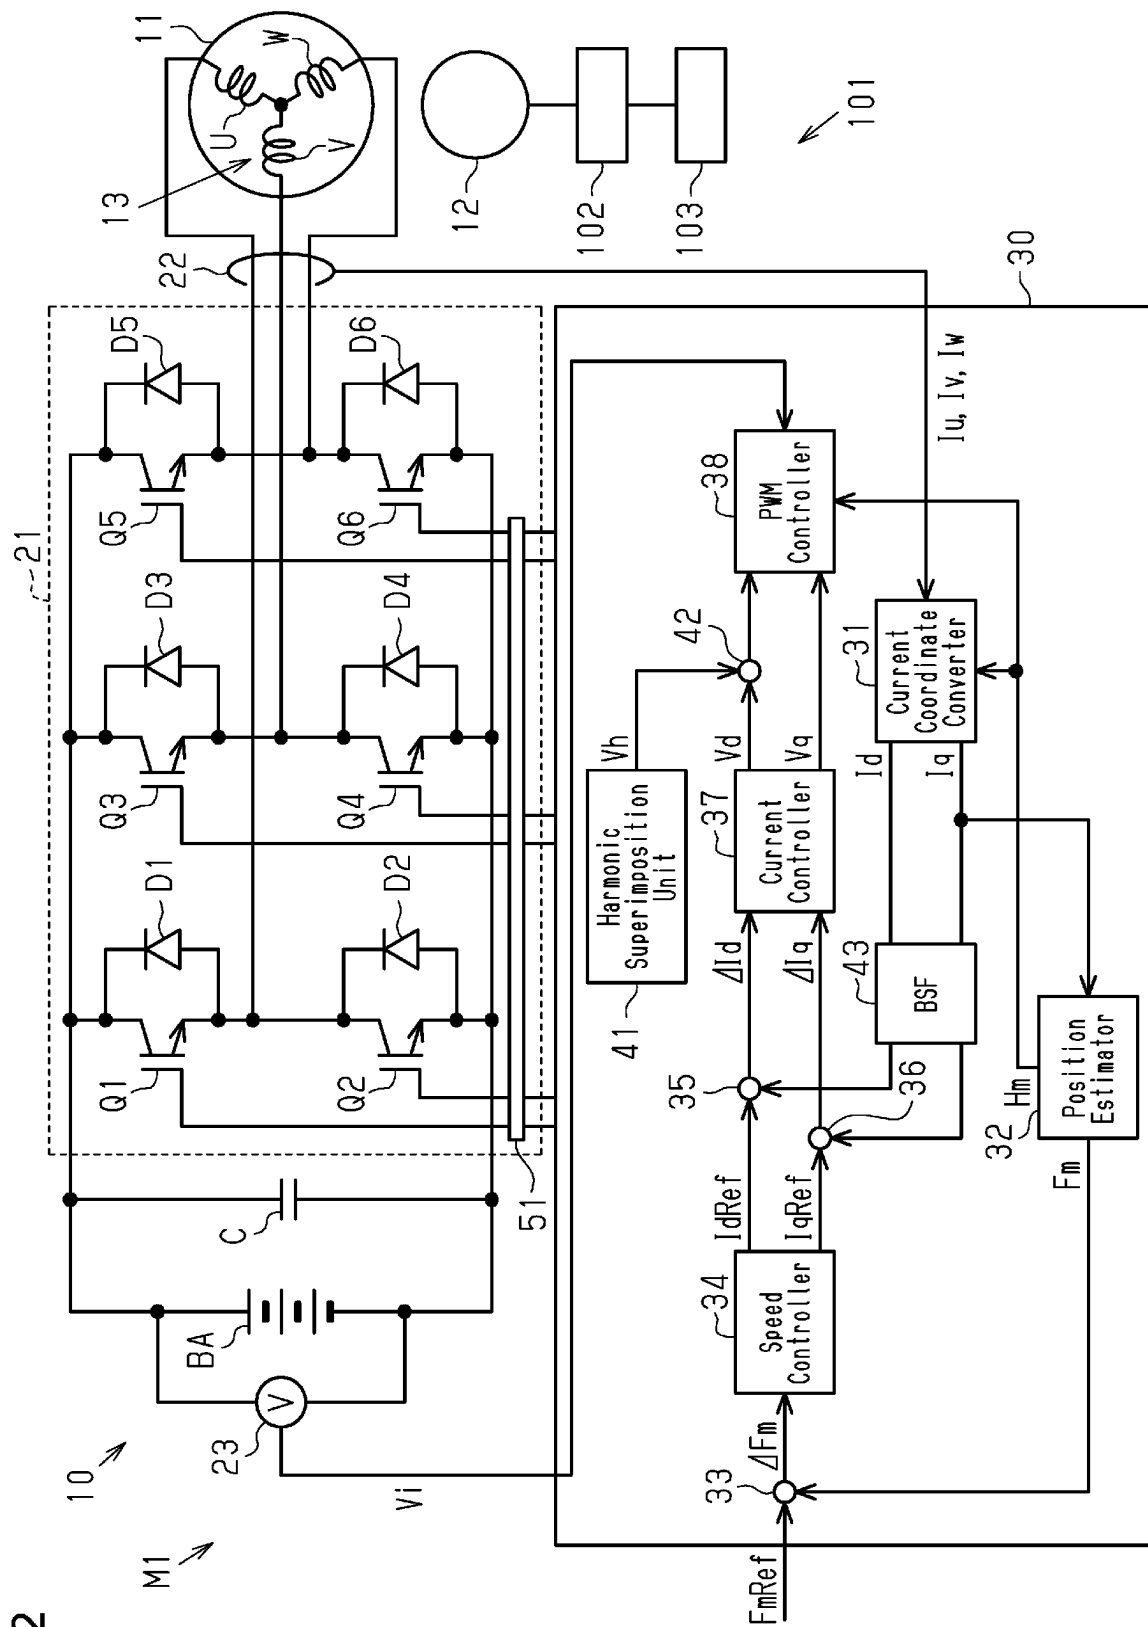 2
M1
10
21
Q1
D1
Q3
D3
Q5
D5
Q2
D2
Q4
D4
Q6
D6
C
BA
V
23
Vi
51
22
13
11
U
V
W
12
102
103
101
30
FmRef
33
ΔFm
34
Speed
Controller
IdRef
IqRef
35
36
ΔId
ΔIq
37
Current
Controller
41
Harmonic
Superimposition
Unit
Vh
Vd
Vq
42
38
PWM
Controller
Iu, Iv, Iw
31
Current
Coordinate
Converter
Id
Iq
43
BSF
Hm
32
Position
Estimator
Fm